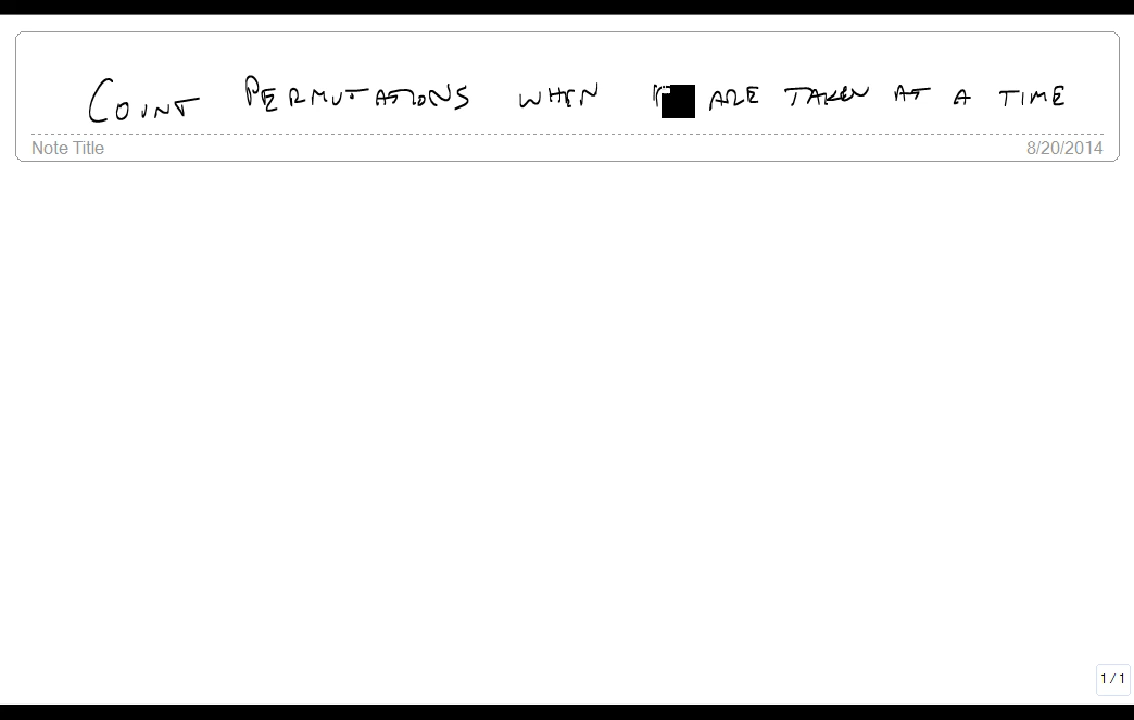 COUNT PERMUTATIONS WHEN ARE TAKEN AT A TIME
Note Title
8/20/2014
1/1